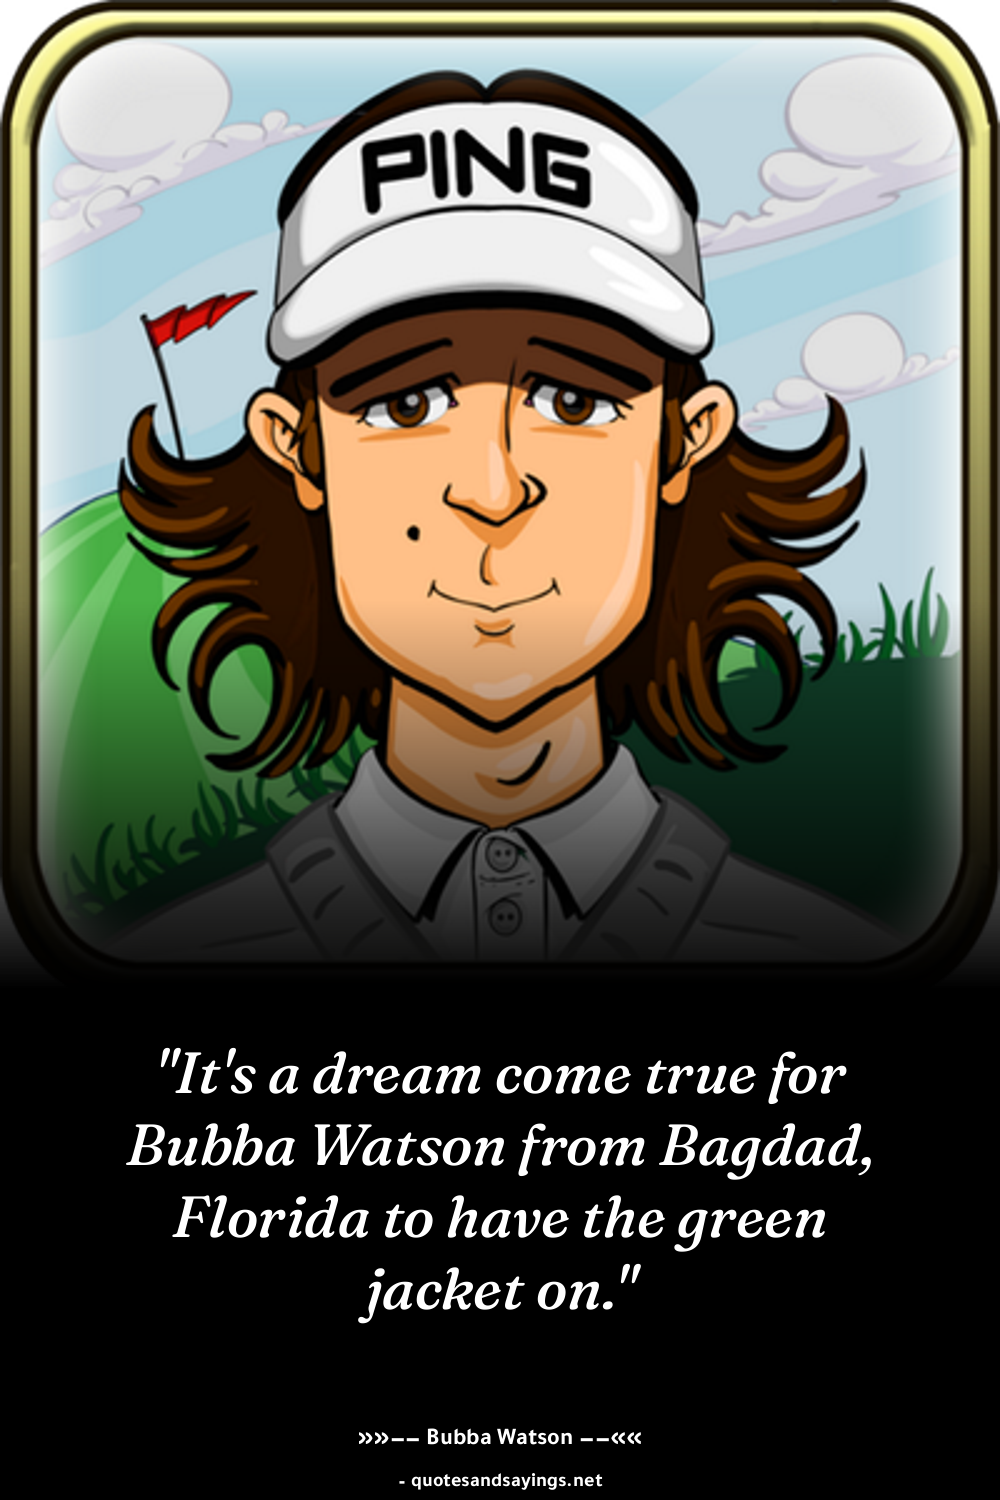 PING
"It's a dream come true for
Bubba Watson from Bagdad,
Florida to have the green
jacket on."
»»−− Bubba Watson −−««
- quotesandsayings.net